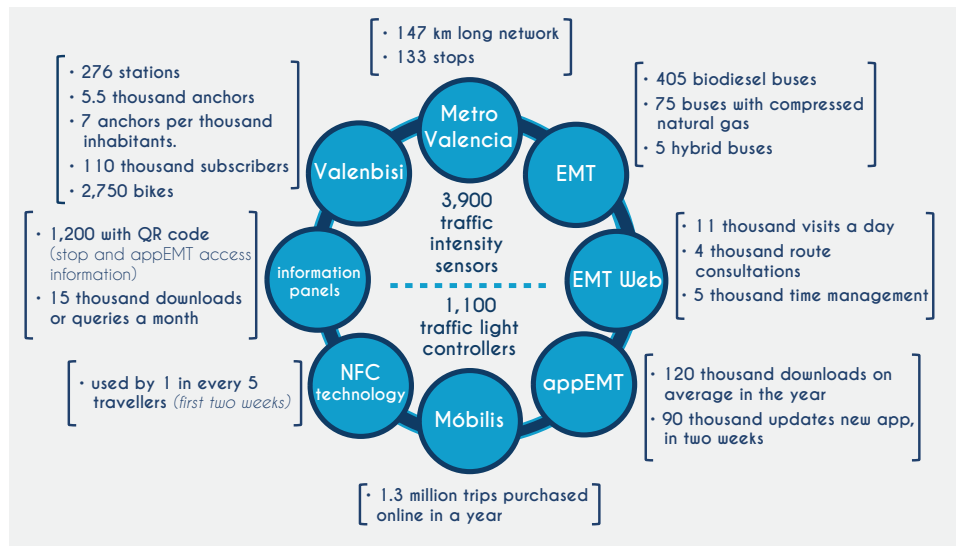 · 147 km long network
· 133 stops
Metro
Valencia
· 405 biodiesel buses
· 75 buses with compressed
natural gas
· 5 hybrid buses
EMT
· 11 thousand visits a day
· 4 thousand route
consultations
· 5 thousand time management
EMT Web
· 120 thousand downloads on
average in the year
· 90 thousand updates new app,
in two weeks
appEMT
· 1.3 million trips purchased
online in a year
Móbilis
· used by 1 in every 5
travellers (first two weeks)
NFC
technology
· 1,200 with QR code
(stop and appEMT access
information)
· 15 thousand downloads
or queries a month
information
panels
· 276 stations
· 5.5 thousand anchors
· 7 anchors per thousand
inhabitants.
· 110 thousand subscribers
· 2,750 bikes
Valenbisi
3,900
traffic
intensity
sensors
1,100
traffic light
controllers